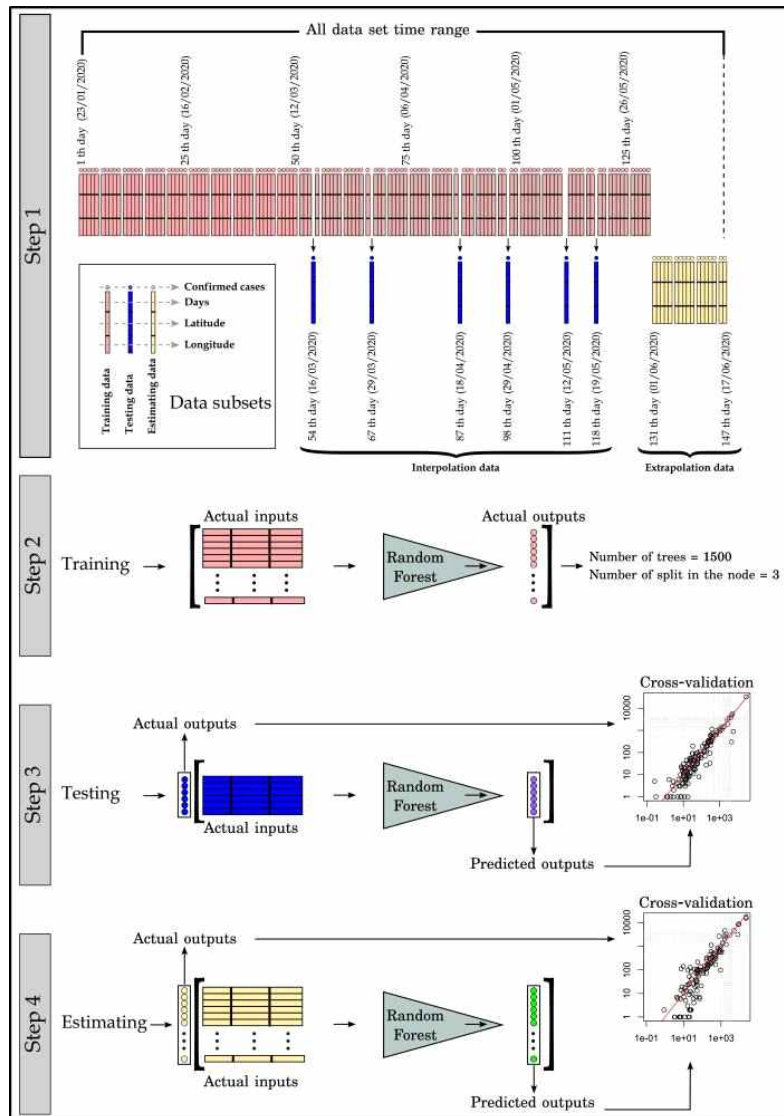 Step 1
All data set time range
1 th day (23/01/2020)
25 th day (16/02/2020)
50 th day (12/03/2020)
75 th day (06/04/2020)
100 th day (01/05/2020)
125 th day (26/05/2020)
Confirmed cases
Days
Latitude
Longitude
Training data
Testing data
Estimating data
Data subsets
54 th day (16/03/2020)
67 th day (29/03/2020)
87 th day (18/04/2020)
98 th day (29/04/2020)
111 th day (12/05/2020)
118 th day (19/05/2020)
131 th day (01/06/2020)
147 th day (17/06/2020)
Interpolation data
Extrapolation data
Step 2
Training
Actual inputs
Random
Forest
Actual outputs
Number of trees = 1500
Number of split in the node = 3
Step 3
Testing
Actual outputs
Actual inputs
Random
Forest
Predicted outputs
Cross-validation
10000
100
10
1
1e-01
1e+01
1e+03
Step 4
Estimating
Actual outputs
Actual inputs
Random
Forest
Predicted outputs
Cross-validation
10000
100
10
1
1e-01
1e+01
1e+03